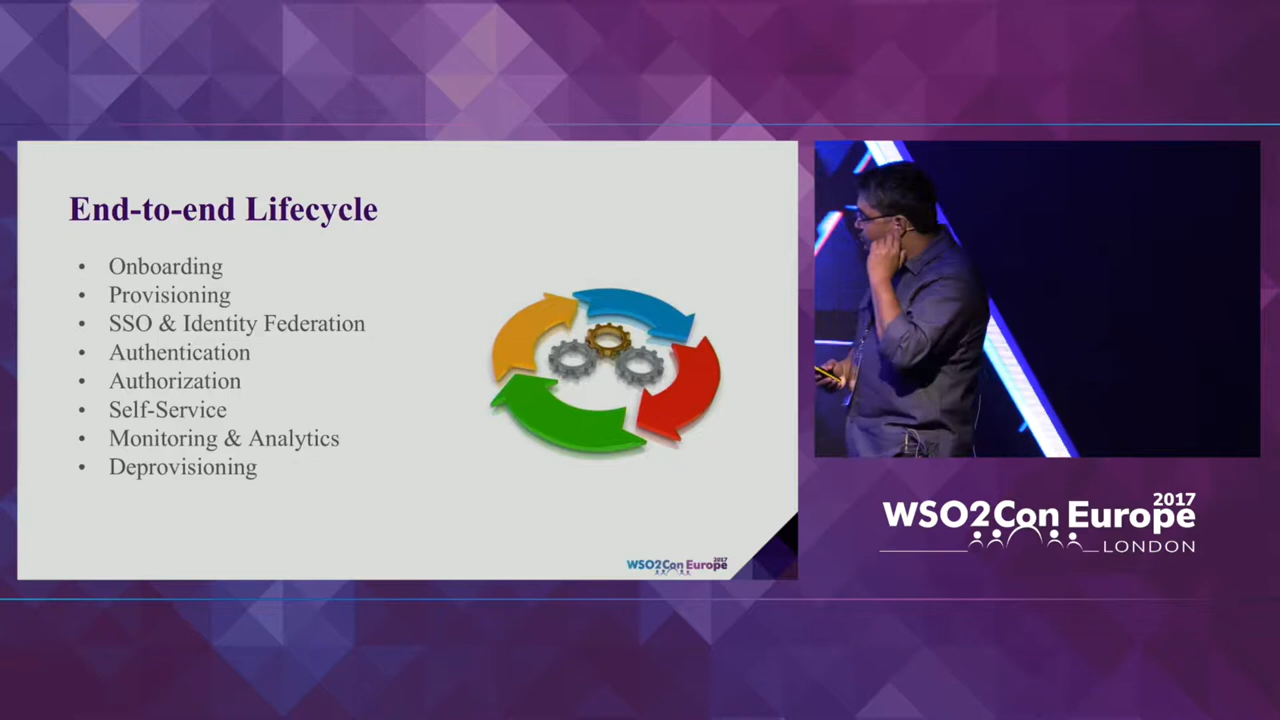 End-to-end Lifecycle
• Onboarding
• Provisioning
• SSO & Identity Federation
• Authentication
• Authorization
• Self-Service
• Monitoring & Analytics
• Deprovisioning
WSO2Con Europe 2017
WSO2Con Europe 2017
LONDON